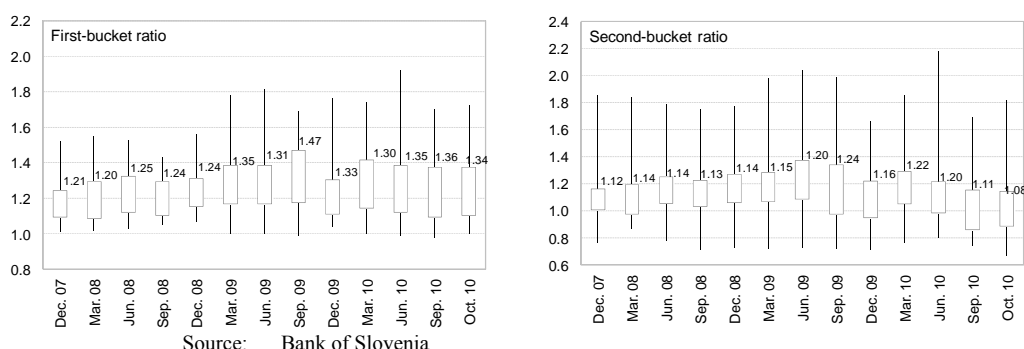 First-bucket ratio
2.2
2.0
1.8
1.6
1.4
1.2
1.0
0.8
1.21
1.20
1.25
1.24
1.24
1.35
1.31
1.47
1.33
1.30
1.35
1.36
1.34
Dec. 07
Mar. 08
Jun. 08
Sep. 08
Dec. 08
Mar. 09
Jun. 09
Sep. 09
Dec. 09
Mar. 10
Jun. 10
Sep. 10
Oct. 10
Second-bucket ratio
2.4
2.2
2.0
1.8
1.6
1.4
1.2
1.0
0.8
0.6
1.12
1.14
1.14
1.13
1.14
1.15
1.20
1.24
1.16
1.22
1.20
1.11
1.08
Dec. 07
Mar. 08
Jun. 08
Sep. 08
Dec. 08
Mar. 09
Jun. 09
Sep. 09
Dec. 09
Mar. 10
Jun. 10
Sep. 10
Oct. 10
Source: Bank of Slovenia